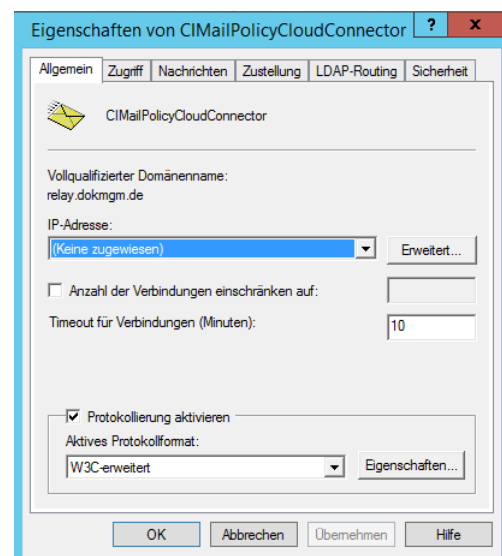 Eigenschaften von CIMailPolicyCloudConnector ? x
Allgemein Zugriff Nachrichten Zustellung LDAP-Routing Sicherheit
CIMailPolicyCloudConnector
Vollqualifizierter Domänenname:
relay.dokmgm.de
IP-Adresse:
(Keine zugewiesen) Erweitert...
Anzahl der Verbindungen einschränken auf:
Timeout für Verbindungen (Minuten): 10
Protokollierung aktivieren
Aktives Protokollformat:
W3C-erweitert Eigenschaften...
OK Abbrechen Übernehmen Hilfe